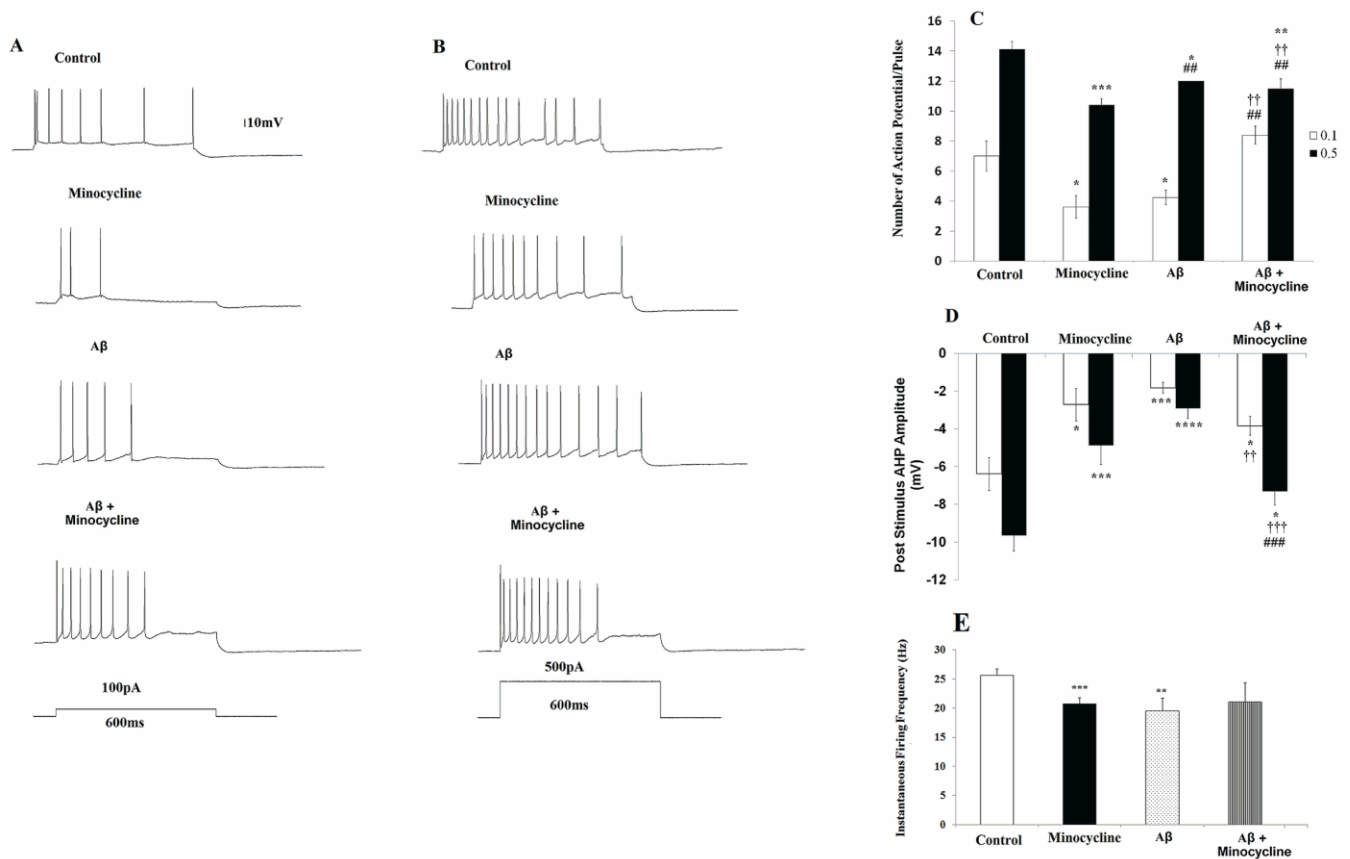 A
Control
10mV
Minocycline
Aβ
Aβ +
Minocycline
100pA
600ms
B
Control
Minocycline
Aβ
Aβ +
Minocycline
500pA
600ms
C
Number of Action Potential/Pulse
16
14
12
10
8
6
4
2
0
*
***
*
*
##
††
##
**
††
##
0.1
0.5
Control
Minocycline
Aβ
Aβ +
Minocycline
D
Control
Minocycline
Aβ
Aβ +
Minocycline
Post Stimulus AHP Amplitude
(mV)
0
-2
-4
-6
-8
-10
-12
*
***
***
****
*
††
*
†††
###
E
Instantaneous Firing Frequency (Hz)
30
25
20
15
10
5
0
***
**
Control
Minocycline
Aβ
Aβ +
Minocycline